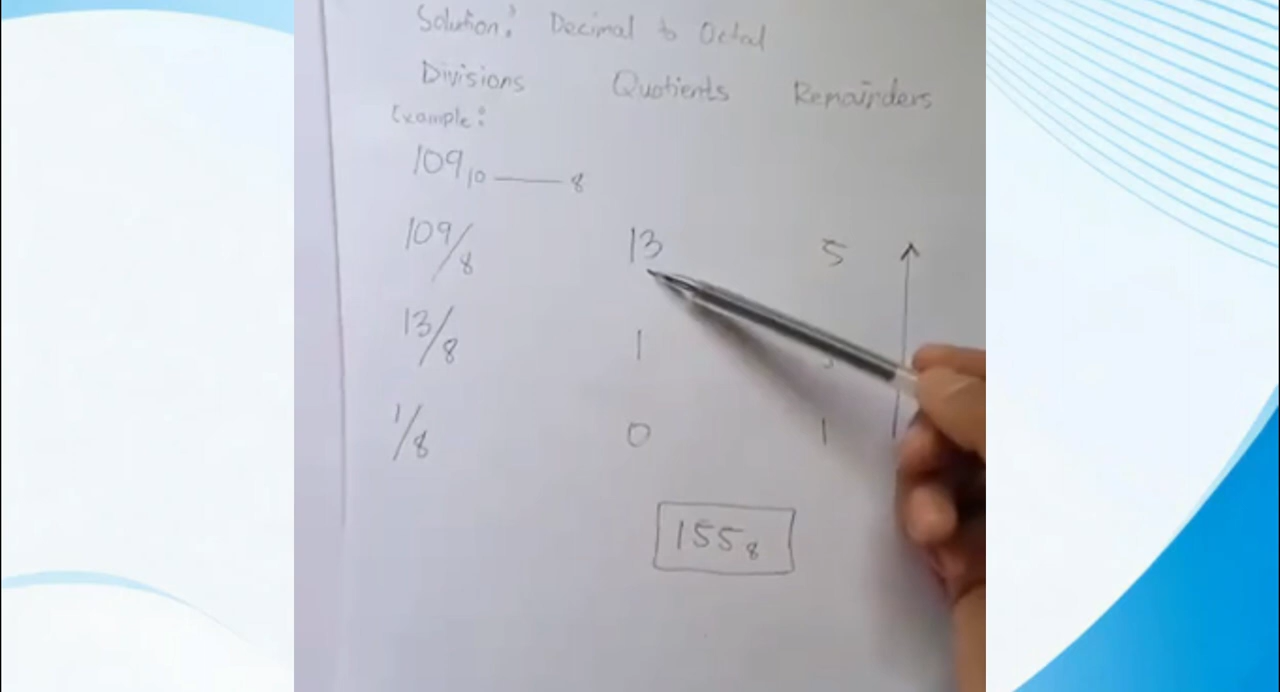 Solution: Decimal to Octal
Divisions Quotients Remainders
Example:
109₁₀ —— 8
109/8 13 5
13/8 1
1/8 0 1
155₈